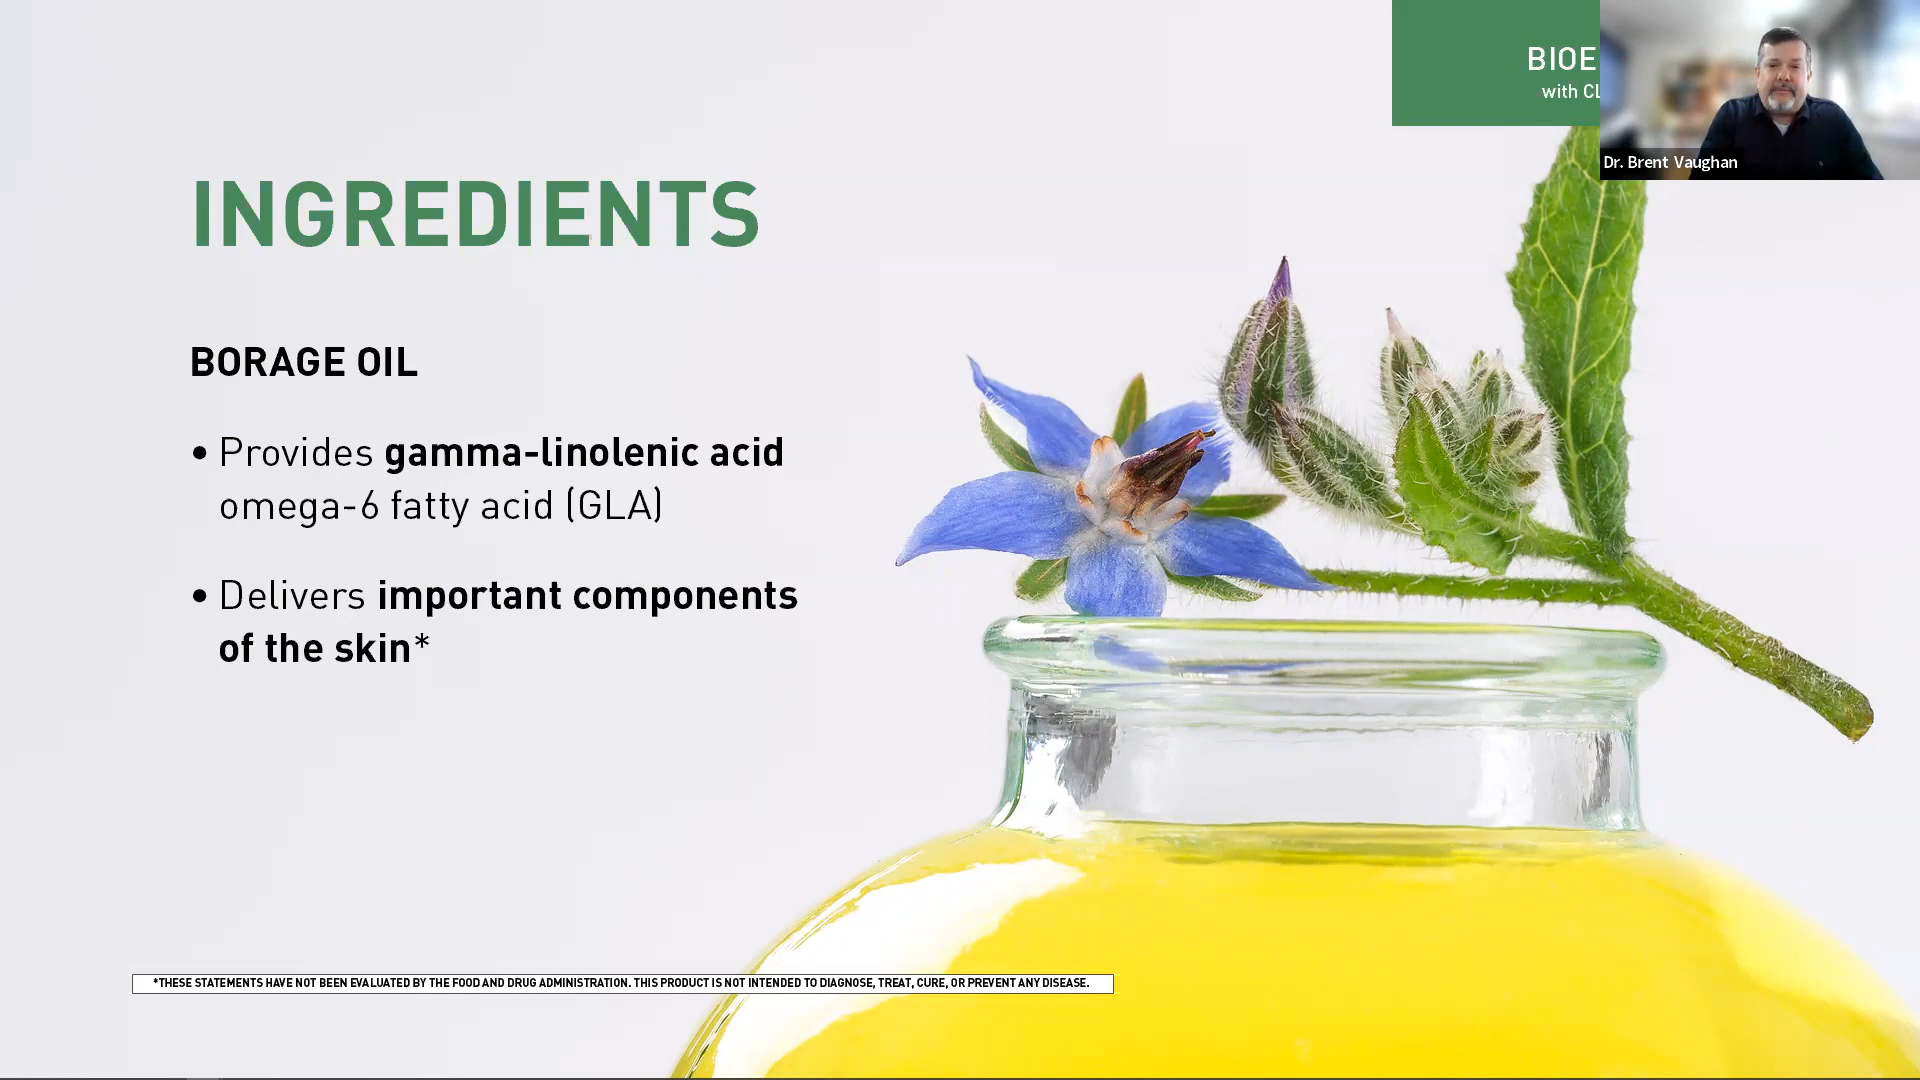 BIOE
with CL
Dr. Brent Vaughan
INGREDIENTS
BORAGE OIL
• Provides gamma-linolenic acid
omega-6 fatty acid (GLA)
• Delivers important components
of the skin*
*THESE STATEMENTS HAVE NOT BEEN EVALUATED BY THE FOOD AND DRUG ADMINISTRATION. THIS PRODUCT IS NOT INTENDED TO DIAGNOSE, TREAT, CURE, OR PREVENT ANY DISEASE.